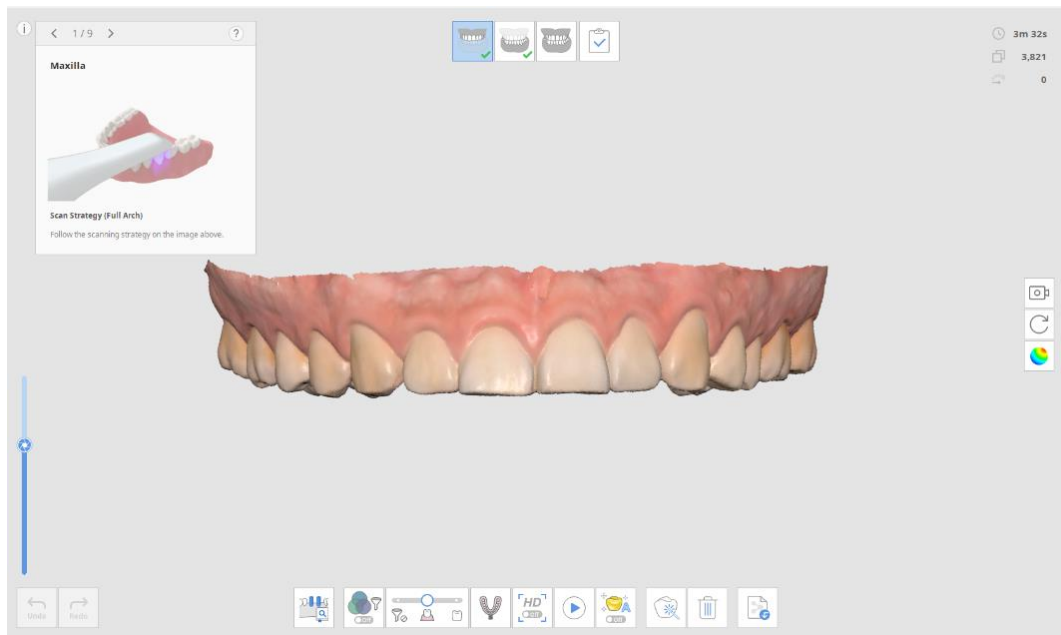 1 / 9
?
Maxilla
Scan Strategy (Full Arch)
Follow the scanning strategy on the image above.
3m 32s
3,821
0
Undo
Redo
HD
A